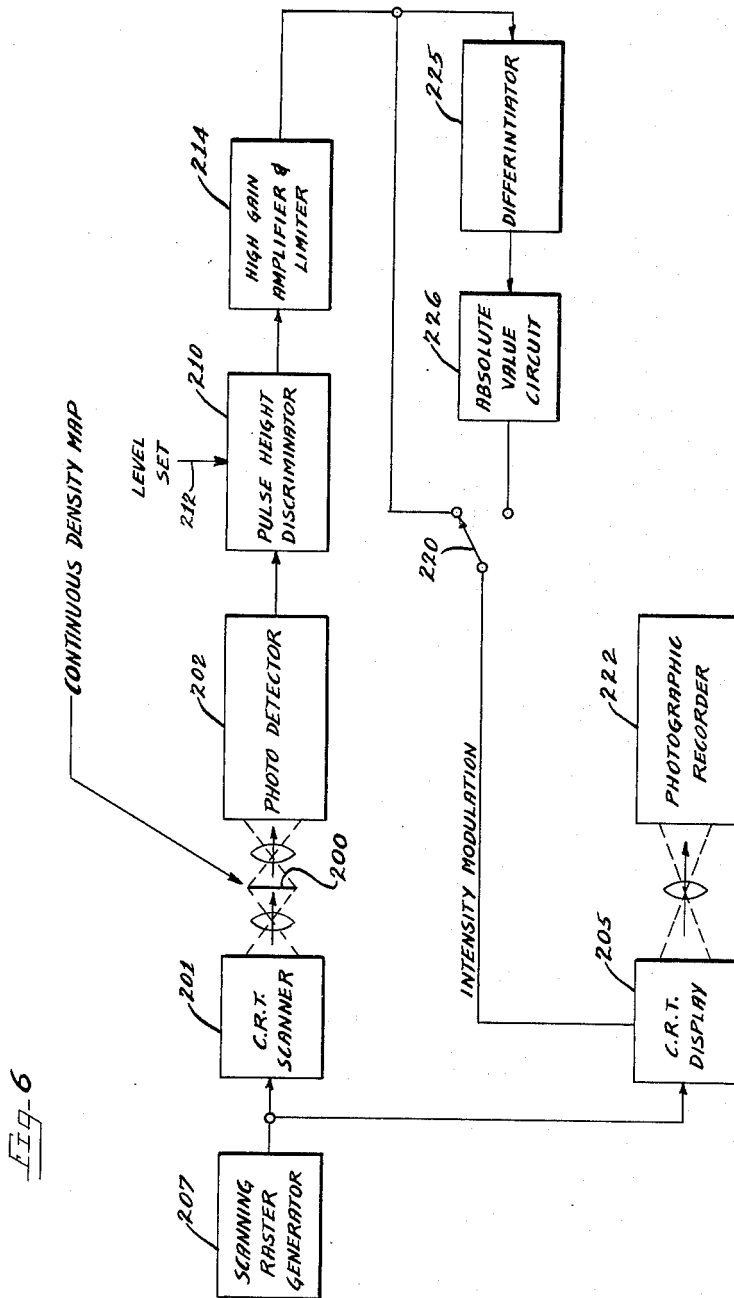 Fig-6
207
SCANNING
RASTER
GENERATOR
201
C.R.T.
SCANNER
CONTINUOUS DENSITY MAP
200
202
PHOTO DETECTOR
LEVEL
SET
212
210
PULSE HEIGHT
DISCRIMINATOR
214
HIGH GAIN
AMPLIFIER &
LIMITER
225
DIFFERINTIATOR
226
ABSOLUTE
VALUE
CIRCUIT
220
INTENSITY MODULATION
205
C.R.T.
DISPLAY
222
PHOTOGRAPHIC
RECORDER